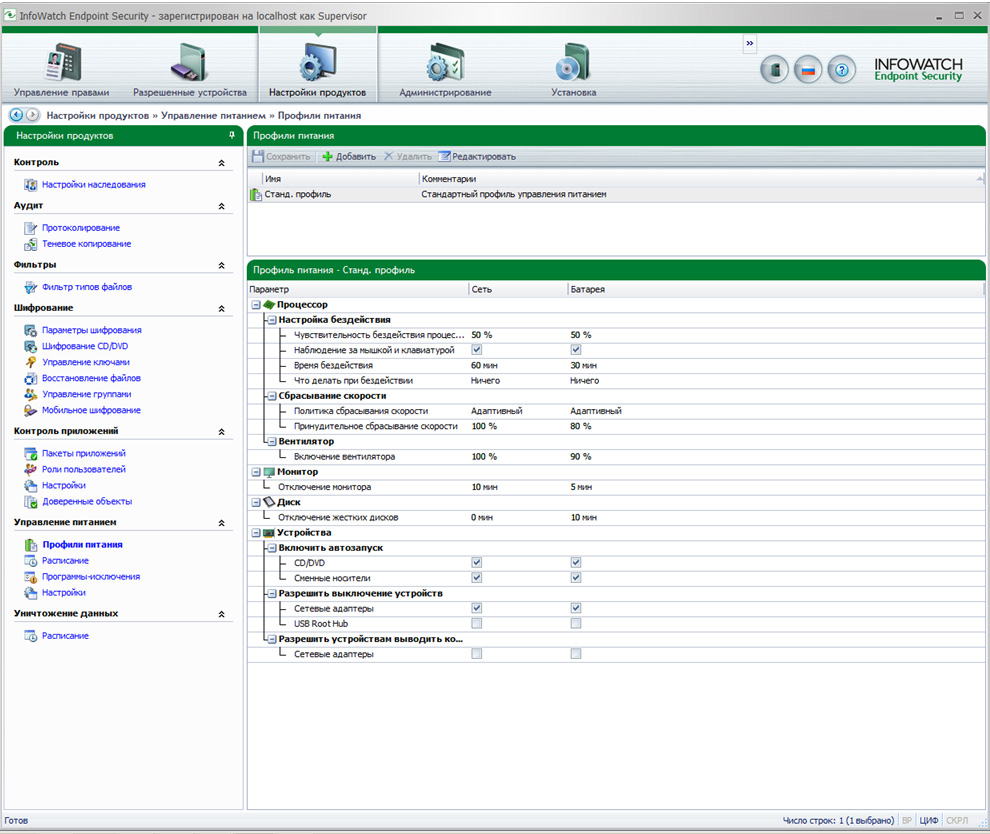 InfoWatch Endpoint Security - зарегистрирован на localhost как Supervisor
Управление правами
Разрешенные устройства
Настройки продуктов
Администрирование
Установка
»
INFOWATCH
Endpoint Security
Настройки продуктов » Управление питанием » Профили питания
Настройки продуктов
Контроль
Настройки наследования
Аудит
Протоколирование
Теневое копирование
Фильтры
Фильтр типов файлов
Шифрование
Параметры шифрования
Шифрование CD/DVD
Управление ключами
Восстановление файлов
Управление группами
Мобильное шифрование
Контроль приложений
Пакеты приложений
Роли пользователей
Настройки
Доверенные объекты
Управление питанием
Профили питания
Расписание
Программы-исключения
Настройки
Уничтожение данных
Расписание
Профили питания
Сохранить Добавить Удалить Редактировать
Имя Комментарии
Станд. профиль Стандартный профиль управления питанием
Профиль питания - Станд. профиль
Параметр Сеть Батарея
Процессор
Настройка бездействия
Чувствительность бездействия процес... 50 % 50 %
Наблюдение за мышкой и клавиатурой
Время бездействия 60 мин 30 мин
Что делать при бездействии Ничего Ничего
Сбрасывание скорости
Политика сбрасывания скорости Адаптивный Адаптивный
Принудительное сбрасывание скорости 100 % 80 %
Вентилятор
Включение вентилятора 100 % 90 %
Монитор
Отключение монитора 10 мин 5 мин
Диск
Отключение жестких дисков 0 мин 10 мин
Устройства
Включить автозапуск
CD/DVD
Сменные носители
Разрешить выключение устройств
Сетевые адаптеры
USB Root Hub
Разрешить устройствам выводить ко...
Сетевые адаптеры
Готов
Число строк: 1 (1 выбрано) ВР ЦИФ СКРЛ